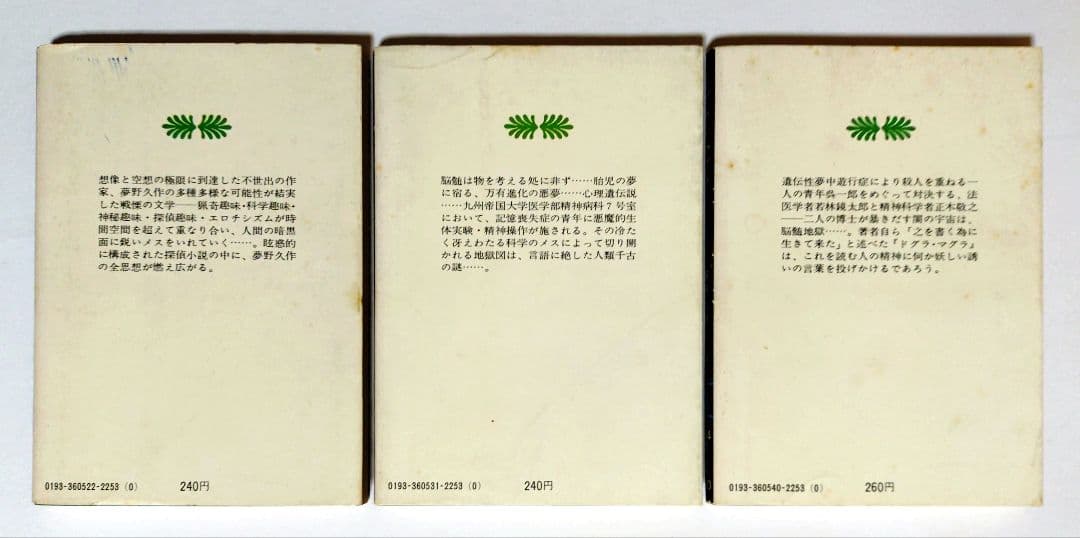 想像と空想の極限に到達した不世出の作
家、夢野久作の多種多様な可能性が結実
した戦慄の文学――猟奇趣味・科学趣味・
神秘趣味・探偵趣味・エロチシズムが時
間空間を超えて重なり合い、人間の暗黒
面に鋭いメスをいれていく……。眩惑的
に構成された探偵小説の中に、夢野久作
の全思想が燃え広がる。
0193-360522-2253(0) 240円
脳髄は物を考える処に非ず……胎児の夢
に宿る、万有進化の悪夢……心理遺伝説
……九州帝国大学医学部精神病科7号室
において、記憶喪失症の青年に悪魔的生
体実験・精神操作が施される。その冷た
く冴えわたる科学のメスによって切り開
かれる地獄図は、言語に絶した人類千古
の謎……。
0193-360531-2253(0) 240円
遺伝性夢中遊行症により殺人を重ねる一
人の青年呉一郎をめぐって対決する、法
医学者若林鏡太郎と精神科学者正木敬之
――二人の博士が暴きだす闇の宇宙は、
脳髄地獄……。著者自ら「之を書く為に
生きて来た」と述べた『ドグラ・マグラ』
は、これを読む人の精神に何か妖しい誘
いの言葉を投げかけるであろう。
0193-360540-2253(0) 260円